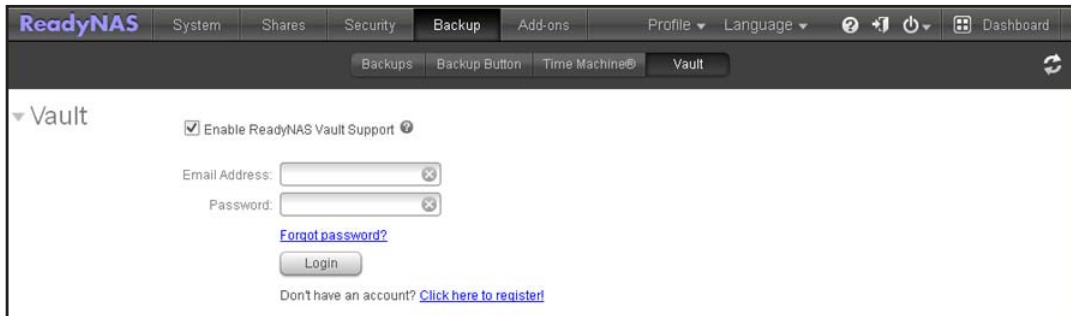 ReadyNAS System Shares Security Backup Add-ons Profile Language Dashboard
Backups Backup Button Time Machine® Vault
Vault
Enable ReadyNAS Vault Support
Email Address:
Password:
Forgot password?
Login
Don't have an account? Click here to register!